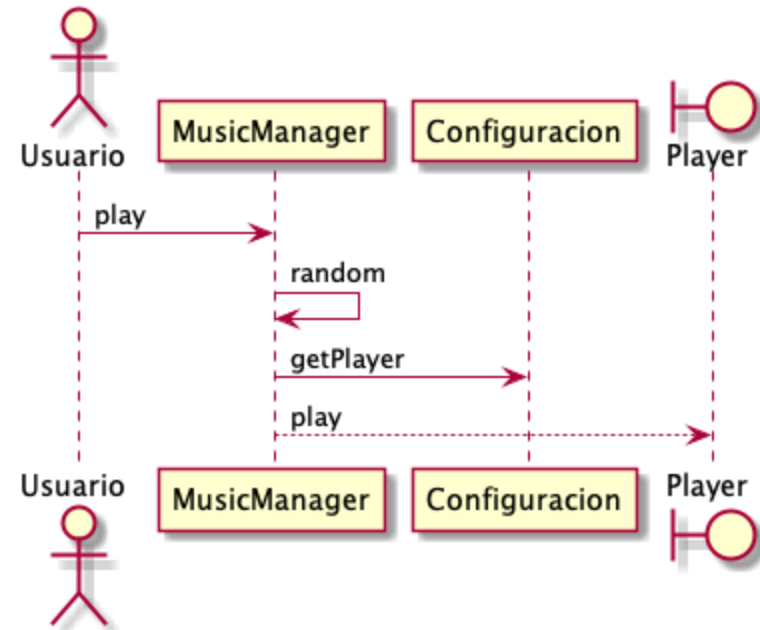 Usuario
MusicManager
Configuracion
Player
play
random
getPlayer
play
Usuario
MusicManager
Configuracion
Player